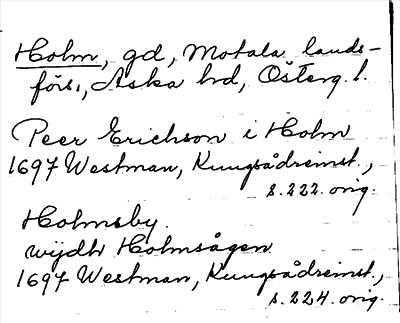 Holm, gd, Motala lands-
förs., Aska hd, Österg. l.
Peer Erichson i Holm
1697 Westman, Kungsådreinst.,
s. 222. orig.
Holmsby.
wijdh Holmsågen
1697 Westman, Kungsådreinst.,
s. 224. orig.